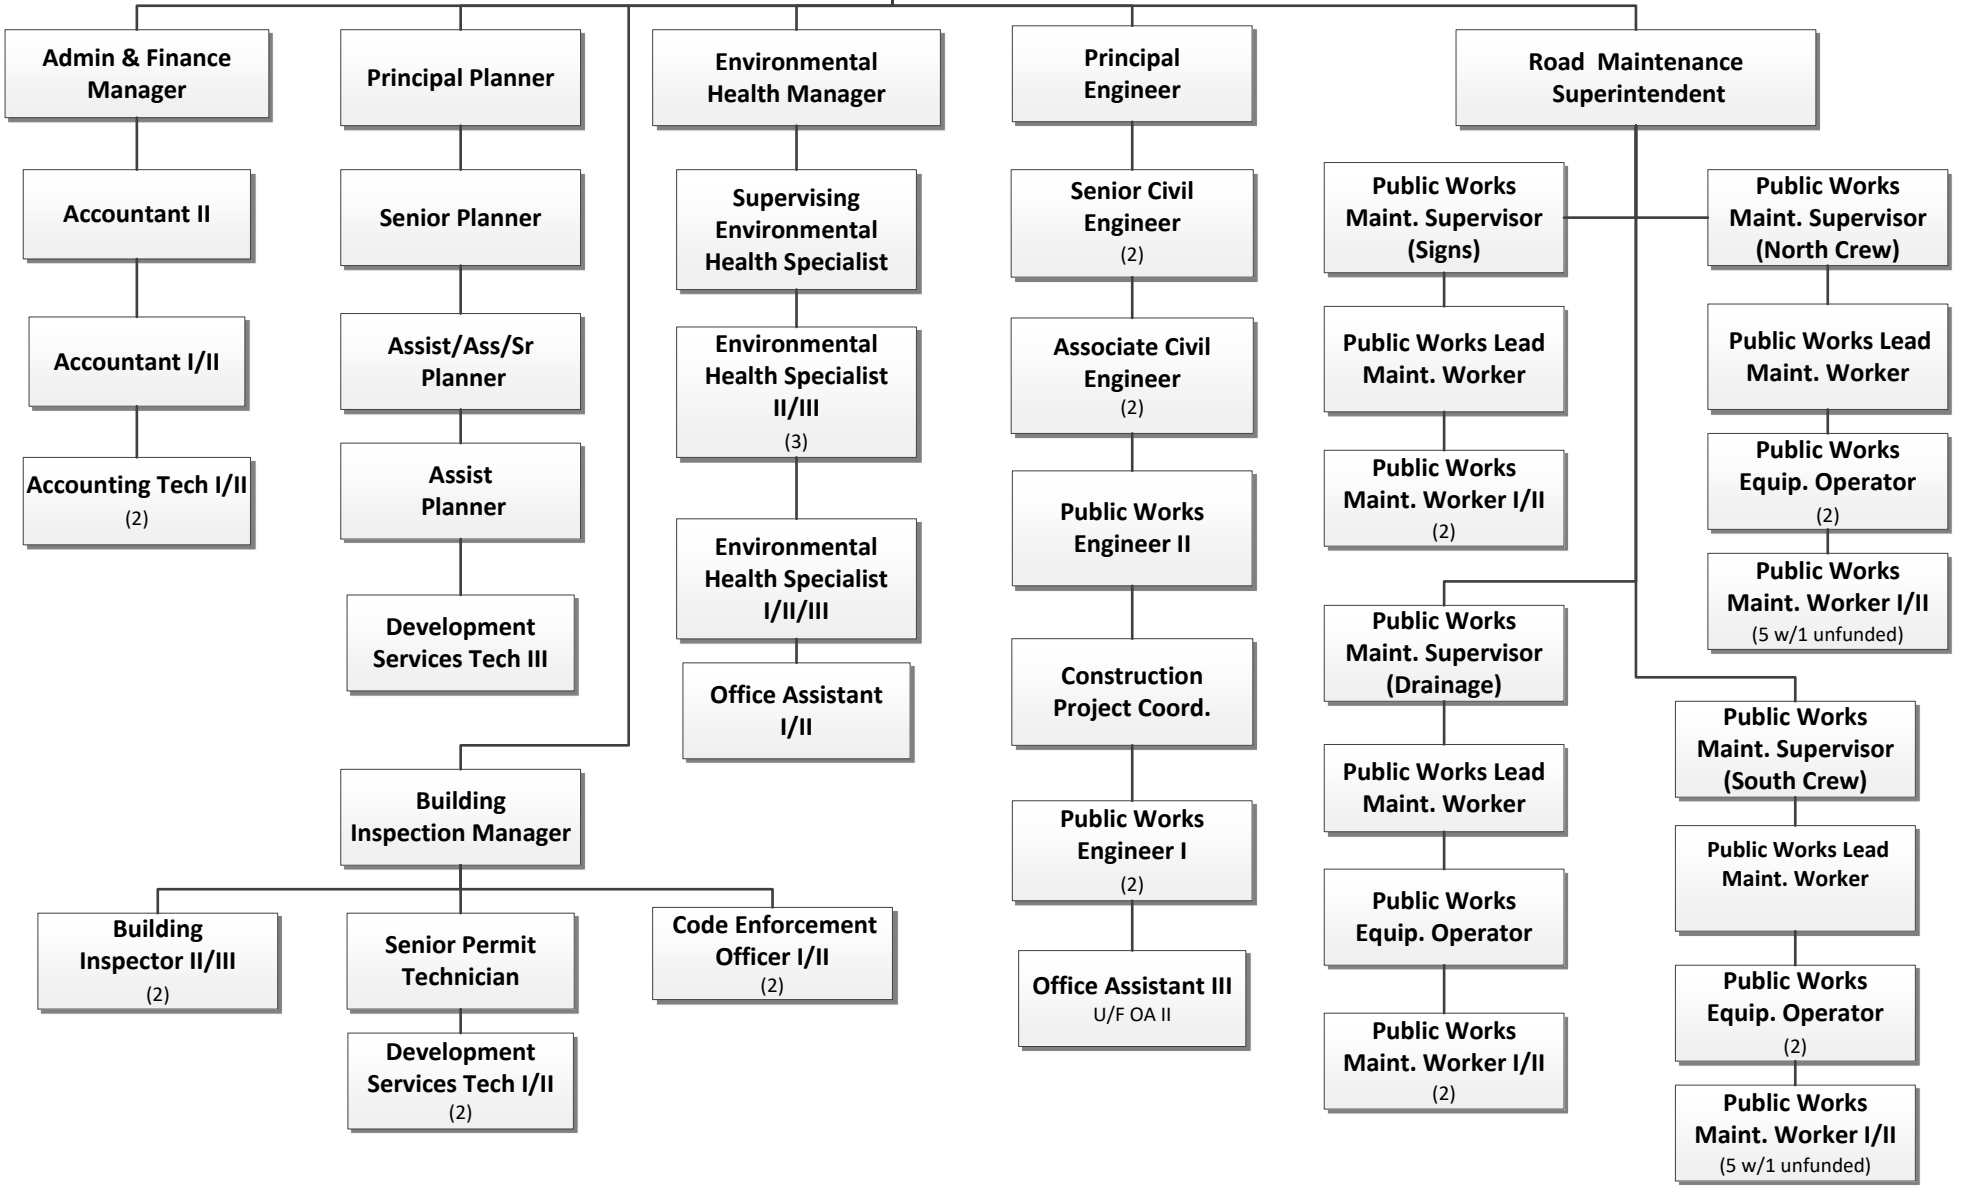 Admin & Finance
Manager
Accountant II
Accountant I/II
Accounting Tech I/II
(2)
Principal Planner
Senior Planner
Assist/Ass/Sr
Planner
Assist
Planner
Development
Services Tech III
Building
Inspection Manager
Building
Inspector II/III
(2)
Senior Permit
Technician
Development
Services Tech I/II
(2)
Code Enforcement
Officer I/II
(2)
Environmental
Health Manager
Supervising
Environmental
Health Specialist
Environmental
Health Specialist
II/III
(3)
Environmental
Health Specialist
I/II/III
Office Assistant
I/II
Principal
Engineer
Senior Civil
Engineer
(2)
Associate Civil
Engineer
(2)
Public Works
Engineer II
Construction
Project Coord.
Public Works
Engineer I
(2)
Office Assistant III
U/F OA II
Road Maintenance
Superintendent
Public Works
Maint. Supervisor
(Signs)
Public Works Lead
Maint. Worker
Public Works
Maint. Worker I/II
(2)
Public Works
Maint. Supervisor
(North Crew)
Public Works Lead
Maint. Worker
Public Works
Equip. Operator
(2)
Public Works
Maint. Worker I/II
(5 w/1 unfunded)
Public Works
Maint. Supervisor
(Drainage)
Public Works Lead
Maint. Worker
Public Works
Equip. Operator
Public Works
Maint. Worker I/II
(2)
Public Works
Maint. Supervisor
(South Crew)
Public Works Lead
Maint. Worker
Public Works
Equip. Operator
(2)
Public Works
Maint. Worker I/II
(5 w/1 unfunded)